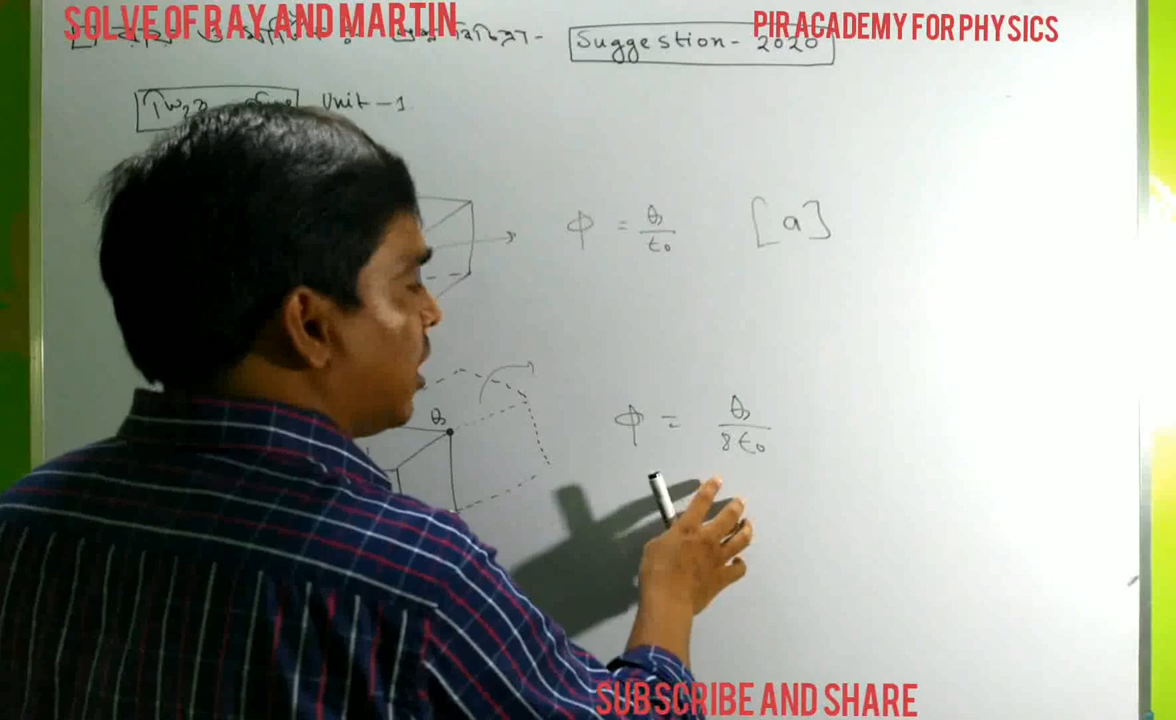 SOLVE OF RAY AND MARTIN
PIR ACADEMY FOR PHYSICS
Suggestion - 2020
Unit - 1
ϕ = θ/ε₀ [a]
θ
ϕ = θ/8ε₀
SUBSCRIBE AND SHARE